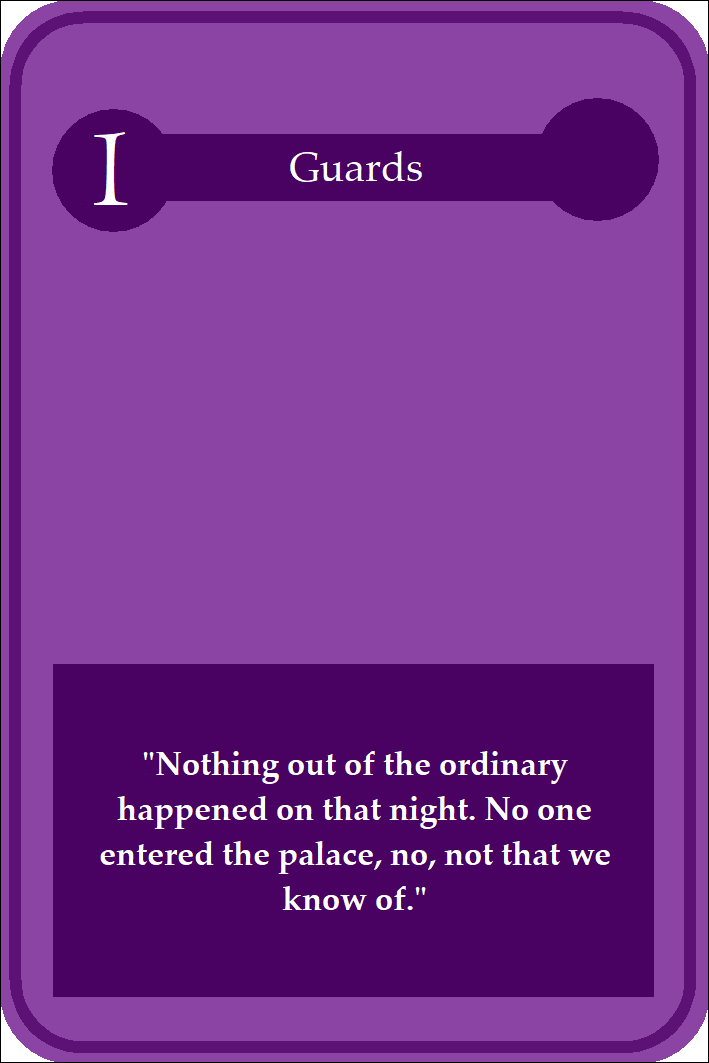 I
Guards
"Nothing out of the ordinary
happened on that night. No one
entered the palace, no, not that we
know of."